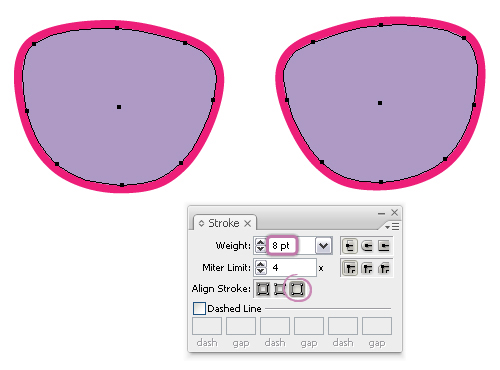 Stroke
Weight: 8 pt
Miter Limit: 4 x
Align Stroke:
Dashed Line
dash gap dash gap dash gap